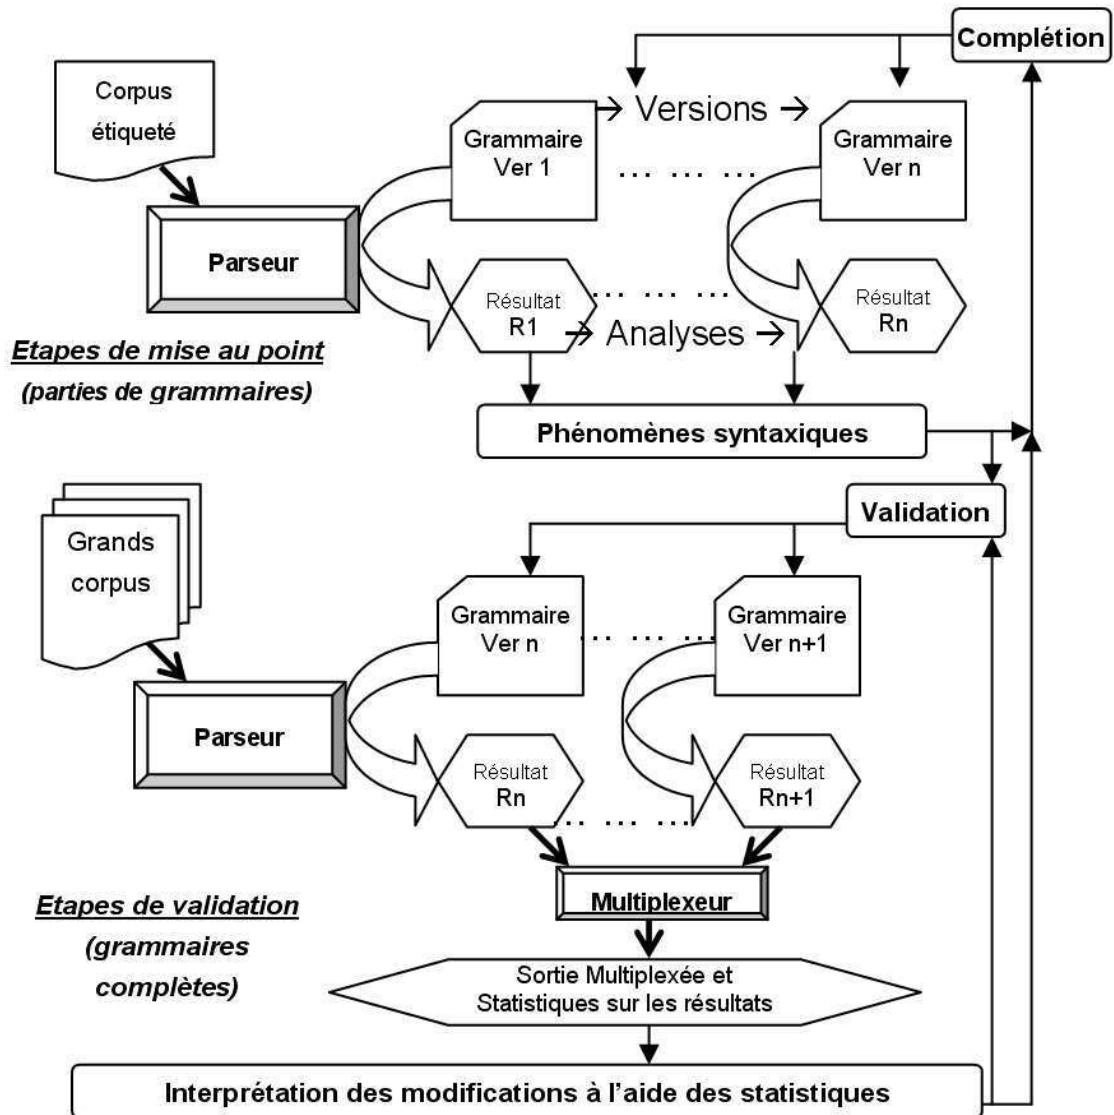 Complétion
Corpus
étiqueté
→ Versions →
Grammaire
Ver 1
... ... ...
Grammaire
Ver n
Parseur
Résultat
R1
... ... ...
Résultat
Rn
→ Analyses →
Etapes de mise au point
(parties de grammaires)
Phénomènes syntaxiques
Validation
Grands
corpus
Grammaire
Ver n
... ... ...
Grammaire
Ver n+1
Parseur
Résultat
Rn
Résultat
Rn+1
... ... ...
Multiplexeur
Etapes de validation
(grammaires
complètes)
Sortie Multiplexée et
Statistiques sur les résultats
Interprétation des modifications à l'aide des statistiques